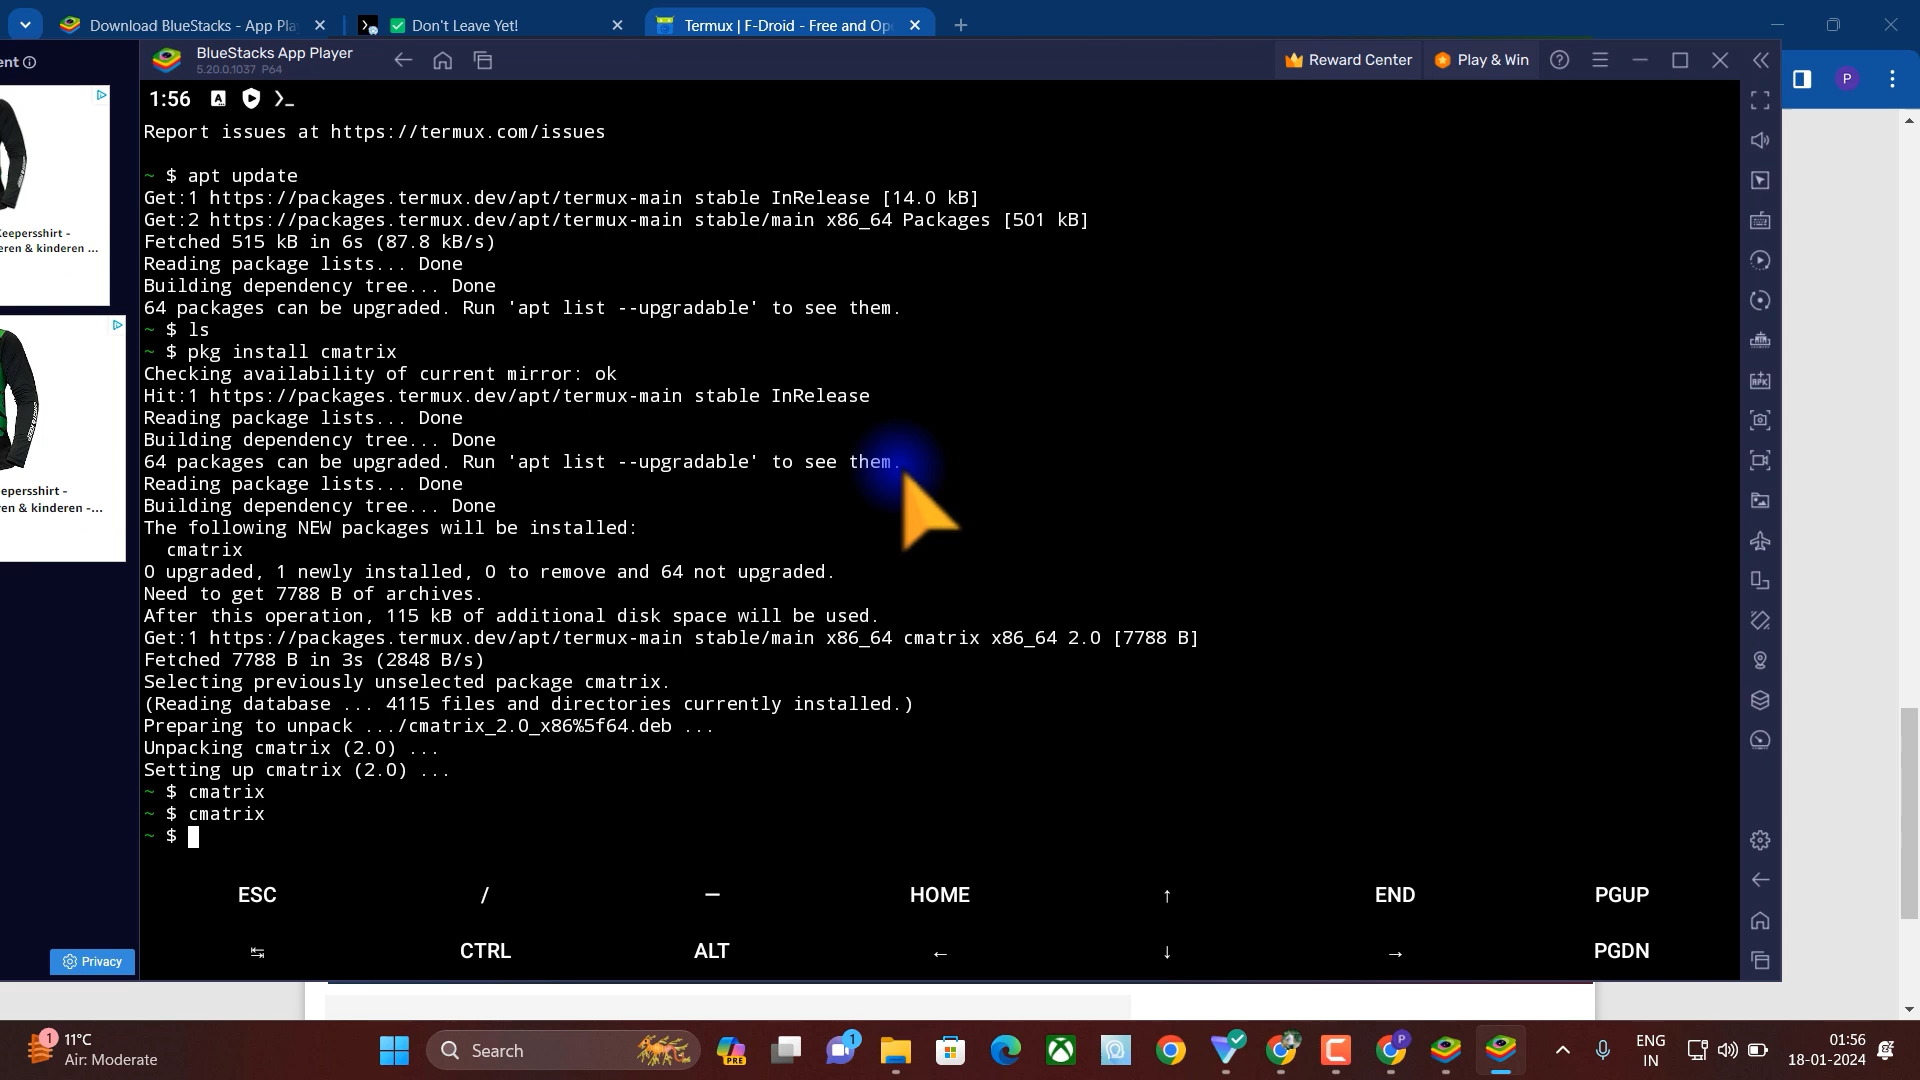 Download BlueStacks - App Pla
Don't Leave Yet!
Termux | F-Droid - Free and Op
ent
BlueStacks App Player
5.20.0.1037 P64
Reward Center
Play & Win
P
1:56
Report issues at https://termux.com/issues
~ $ apt update
Get:1 https://packages.termux.dev/apt/termux-main stable InRelease [14.0 kB]
Get:2 https://packages.termux.dev/apt/termux-main stable/main x86_64 Packages [501 kB]
Fetched 515 kB in 6s (87.8 kB/s)
Reading package lists... Done
Building dependency tree... Done
64 packages can be upgraded. Run 'apt list --upgradable' to see them.
~ $ ls
~ $ pkg install cmatrix
Checking availability of current mirror: ok
Hit:1 https://packages.termux.dev/apt/termux-main stable InRelease
Reading package lists... Done
Building dependency tree... Done
64 packages can be upgraded. Run 'apt list --upgradable' to see them.
Reading package lists... Done
Building dependency tree... Done
The following NEW packages will be installed:
cmatrix
0 upgraded, 1 newly installed, 0 to remove and 64 not upgraded.
Need to get 7788 B of archives.
After this operation, 115 kB of additional disk space will be used.
Get:1 https://packages.termux.dev/apt/termux-main stable/main x86_64 cmatrix x86_64 2.0 [7788 B]
Fetched 7788 B in 3s (2848 B/s)
Selecting previously unselected package cmatrix.
(Reading database ... 4115 files and directories currently installed.)
Preparing to unpack .../cmatrix_2.0_x86%5f64.deb ...
Unpacking cmatrix (2.0) ...
Setting up cmatrix (2.0) ...
~ $ cmatrix
~ $ cmatrix
~ $
Keepersshirt -
eren & kinderen ...
epersshirt -
en & kinderen -...
Privacy
ESC / — HOME ↑ END PGUP
↹ CTRL ALT ← ↓ → PGDN
1
11°C
Air: Moderate
Search
PRE
1
P
ENG
IN
01:56
18-01-2024